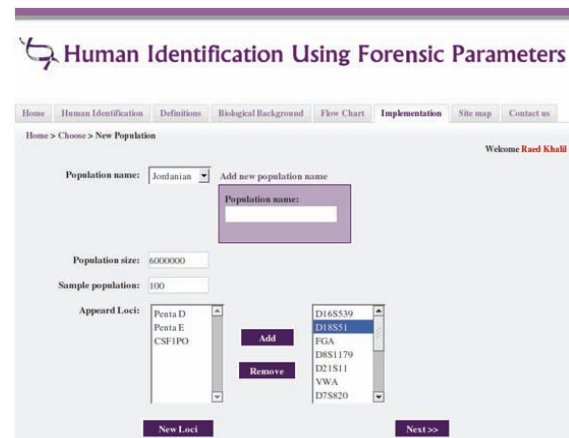 Human Identification Using Forensic Parameters
Home Human Identification Definitions Biological Background Flow Chart Implementation Site map Contact us
Home > Choose > New Population
Welcome Raed Khalil
Population name: Jordanian Add new population name
Population name:
Population size: 6000000
Sample population: 100
Appeard Loci:
Penta D
Penta E
CSF1PO
Add
Remove
D16S539
D18S51
FGA
D8S1179
D21S11
VWA
D7S820
New Loci Next >>